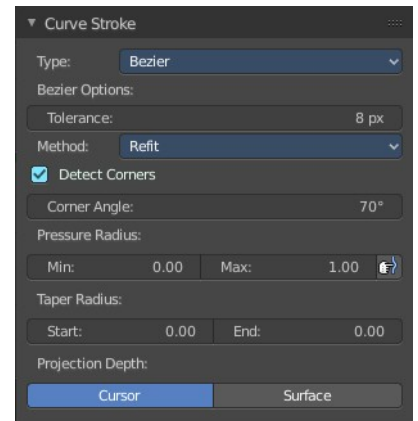 Curve Stroke
Type: Bezier
Bezier Options:
Tolerance: 8 px
Method: Refit
Detect Corners
Corner Angle: 70°
Pressure Radius:
Min: 0.00 Max: 1.00
Taper Radius:
Start: 0.00 End: 0.00
Projection Depth:
Cursor Surface